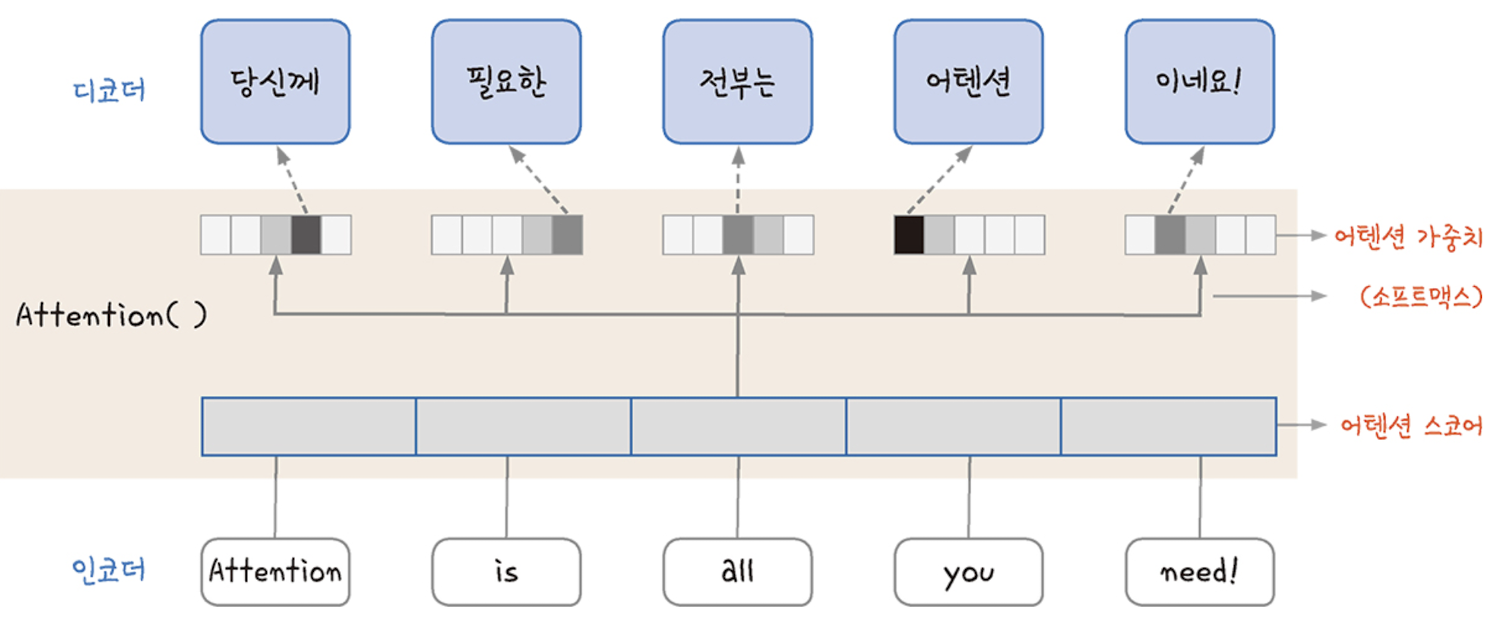 디코더
당신께
필요한
전부는
어텐션
이네요!
어텐션 가중치
(소프트맥스)
Attention( )
어텐션 스코어
인코더
Attention
is
all
you
need!